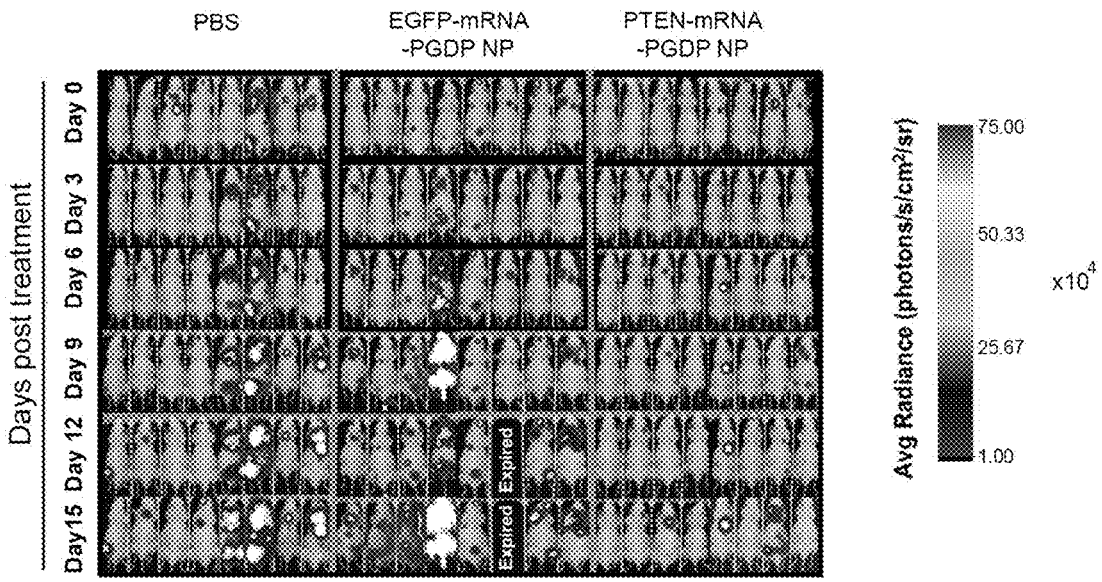 PBS
EGFP-mRNA
-PGDP NP
PTEN-mRNA
-PGDP NP
Days post treatment
Day 0
Day 3
Day 6
Day 9
Day 12
Day15
Expired
Expired
Avg Radiance (photons/s/cm²/sr)
75.00
50.33
25.67
1.00
x10⁴